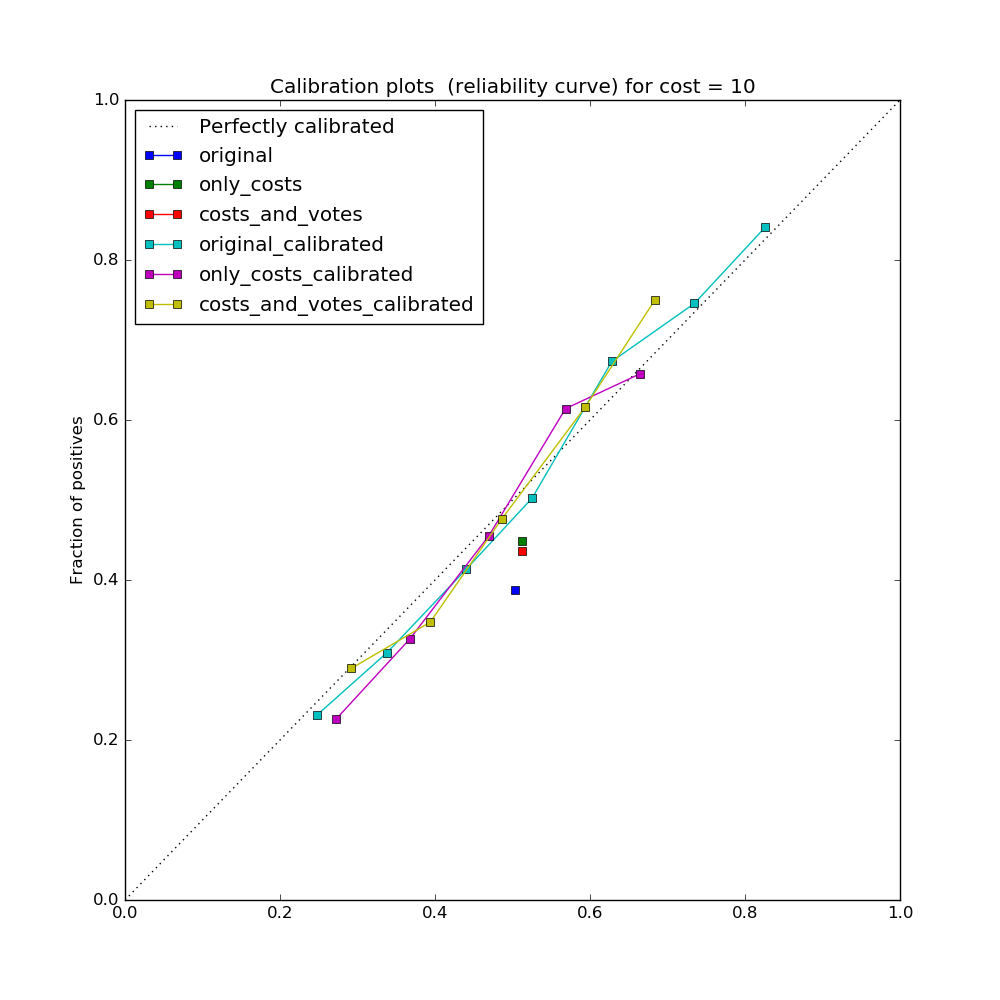 Calibration plots  (reliability curve) for cost = 10
1.0
Perfectly calibrated
original
only_costs
costs_and_votes
original_calibrated
only_costs_calibrated
costs_and_votes_calibrated
0.8
0.6
Fraction of positives
0.4
0.2
0.0
0.0 0.2 0.4 0.6 0.8 1.0